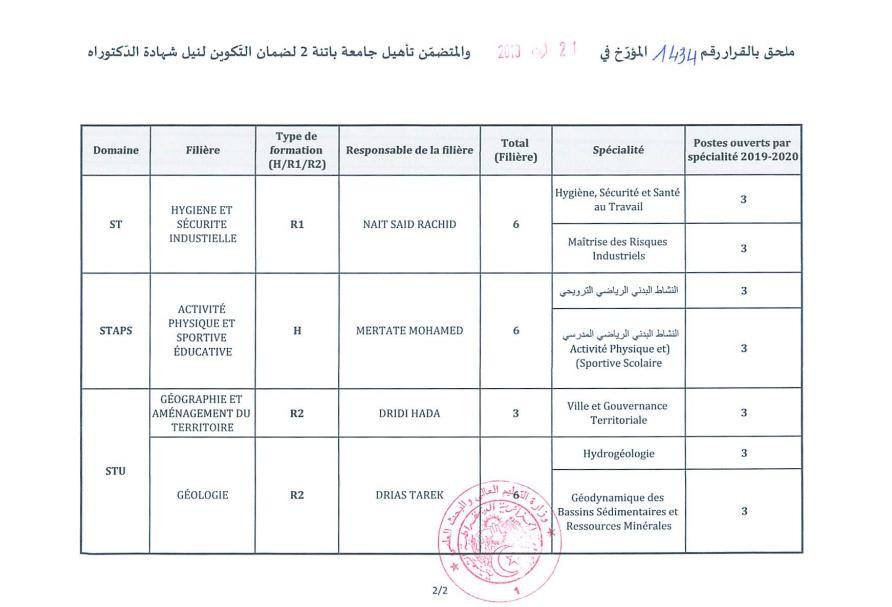 ملحق بالقرار رقم 1434 المؤرّخ في 21 2019 والمتضمّن تأهيل جامعة باتنة 2 لضمان التّكوين لنيل شهادة الدّكتوراه
Domaine
Filière
Type de
formation
(H/R1/R2)
Responsable de la filière
Total
(Filière)
Spécialité
Postes ouverts par
spécialité 2019-2020
ST
HYGIENE ET
SÉCURITE
INDUSTIELLE
R1
NAIT SAID RACHID
6
Hygiène, Sécurité et Santé
au Travail
3
Maîtrise des Risques
Industriels
3
STAPS
ACTIVITÉ
PHYSIQUE ET
SPORTIVE
ÉDUCATIVE
H
MERTATE MOHAMED
6
النشاط البدني الرياضي الترويحي
3
النشاط البدني الرياضي المدرسي
Activité Physique et)
(Sportive Scolaire
3
STU
GÉOGRAPHIE ET
AMÉNAGEMENT DU
TERRITOIRE
R2
DRIDI HADA
3
Ville et Gouvernance
Territoriale
3
GÉOLOGIE
R2
DRIAS TAREK
6
Hydrogéologie
3
Géodynamique des
Bassins Sédimentaires et
Ressources Minérales
3
وزارة التعليم العالي والبحث العلمي
1
2/2